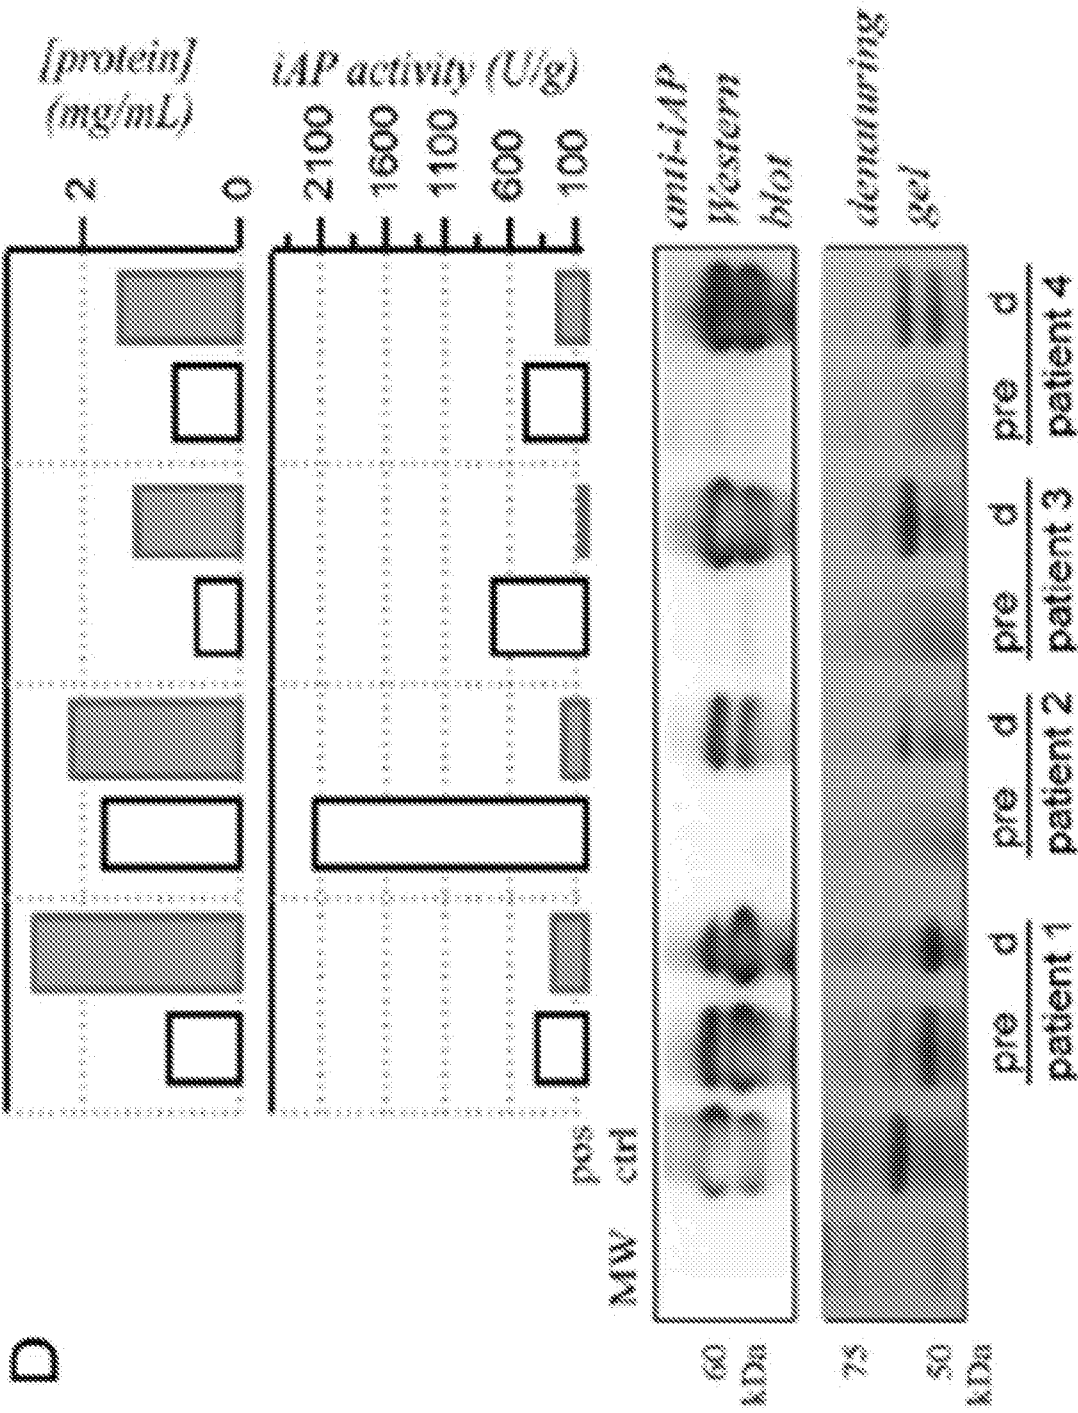 D
[protein]
(mg/mL)
2
0
iAP activity (U/g)
2100
1600
1100
600
100
pos
ctrl
MW
60
kDa
anti-iAP
Western
blot
75
50
kDa
denaturing
gel
pre d pre d pre d pre d
patient 1 patient 2 patient 3 patient 4